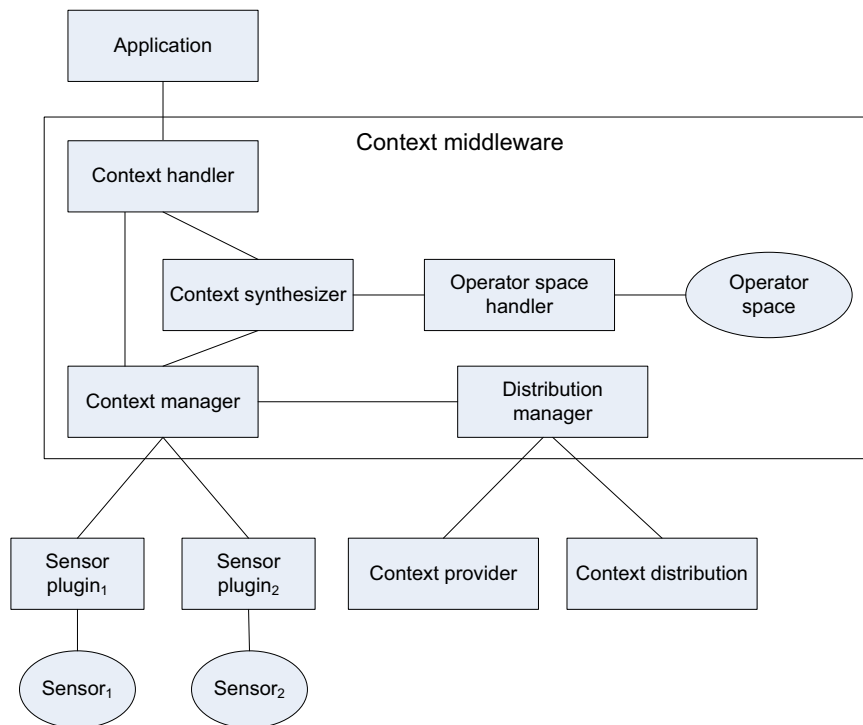 Application
Context middleware
Context handler
Context synthesizer
Operator space
handler
Operator
space
Context manager
Distribution
manager
Sensor
plugin₁
Sensor
plugin₂
Context provider
Context distribution
Sensor₁
Sensor₂